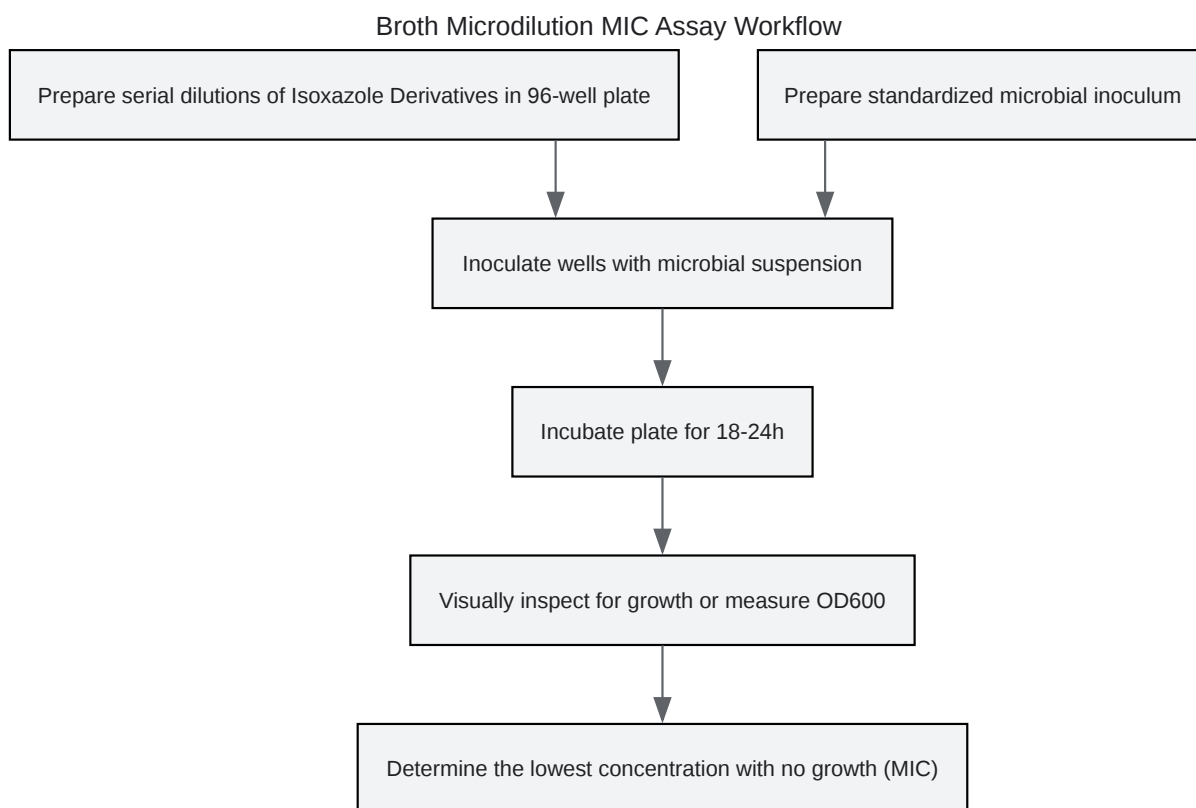 Broth Microdilution MIC Assay Workflow
Prepare serial dilutions of Isoxazole Derivatives in 96-well plate
Prepare standardized microbial inoculum
Inoculate wells with microbial suspension
Incubate plate for 18-24h
Visually inspect for growth or measure OD600
Determine the lowest concentration with no growth (MIC)